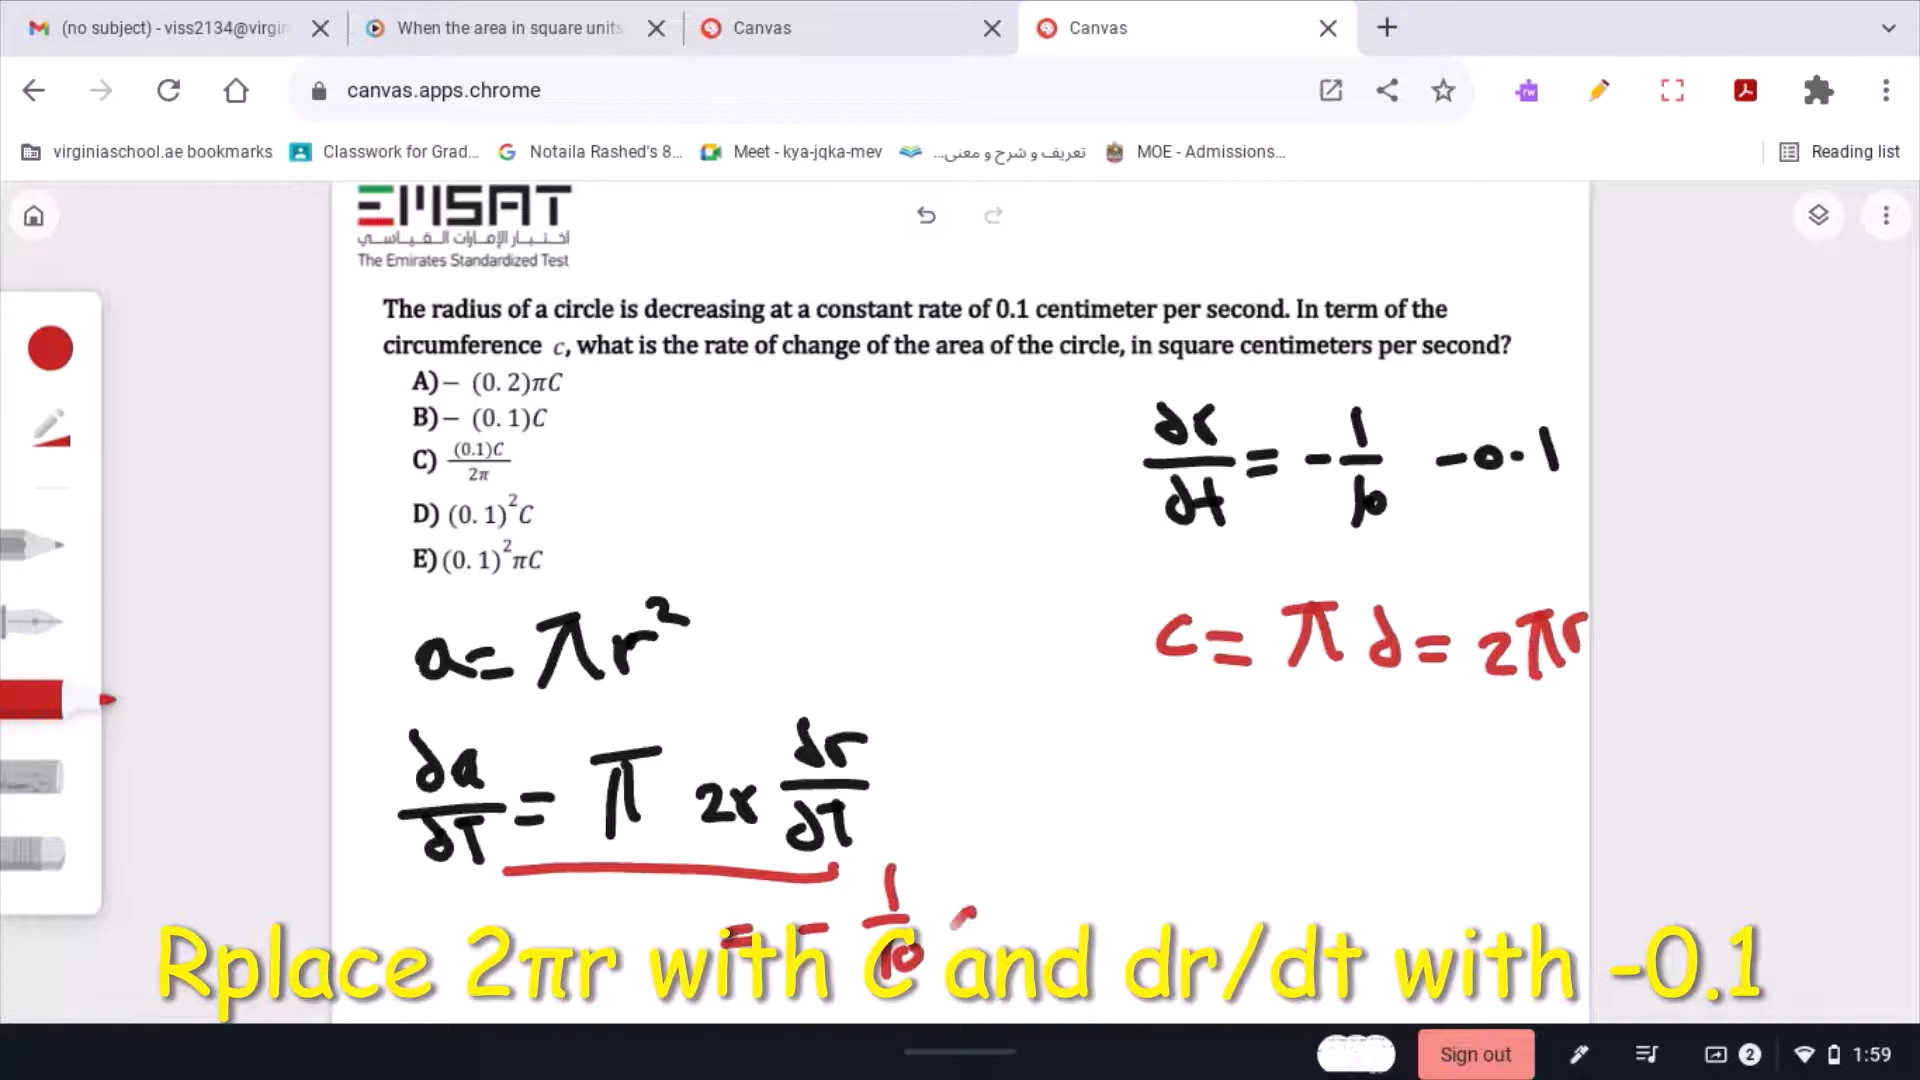 (no subject) - viss2134@virgin
When the area in square units
Canvas
Canvas
canvas.apps.chrome
virginiaschool.ae bookmarks
Classwork for Grad...
Notaila Rashed's 8...
Meet - kya-jqka-mev
تعريف و شرح و معنى...
MOE - Admissions...
Reading list
EMSAT
اختبار الإمارات القياسي
The Emirates Standardized Test
The radius of a circle is decreasing at a constant rate of 0.1 centimeter per second. In term of the
circumference c, what is the rate of change of the area of the circle, in square centimeters per second?
A) − (0.2)πC
B) − (0.1)C
C) (0.1)C / 2π
D) (0.1)²C
E) (0.1)²πC
dr/dt = - 1/10 -0.1
a = πr²
c = πd = 2πr
da/dT = π 2r dr/dT
= - 1/10
Rplace 2πr with C and dr/dt with -0.1
Sign out
2
1:59